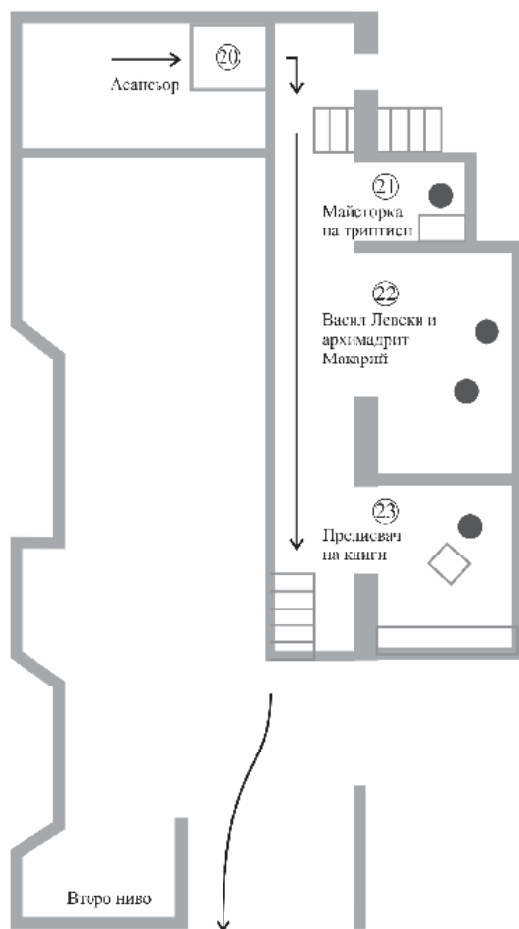 20
Асансьор
21
Майсторка
на триптиси
22
Васил Левски и
архимадрит
Макарий
23
Преписвач
на книги
Второ ниво